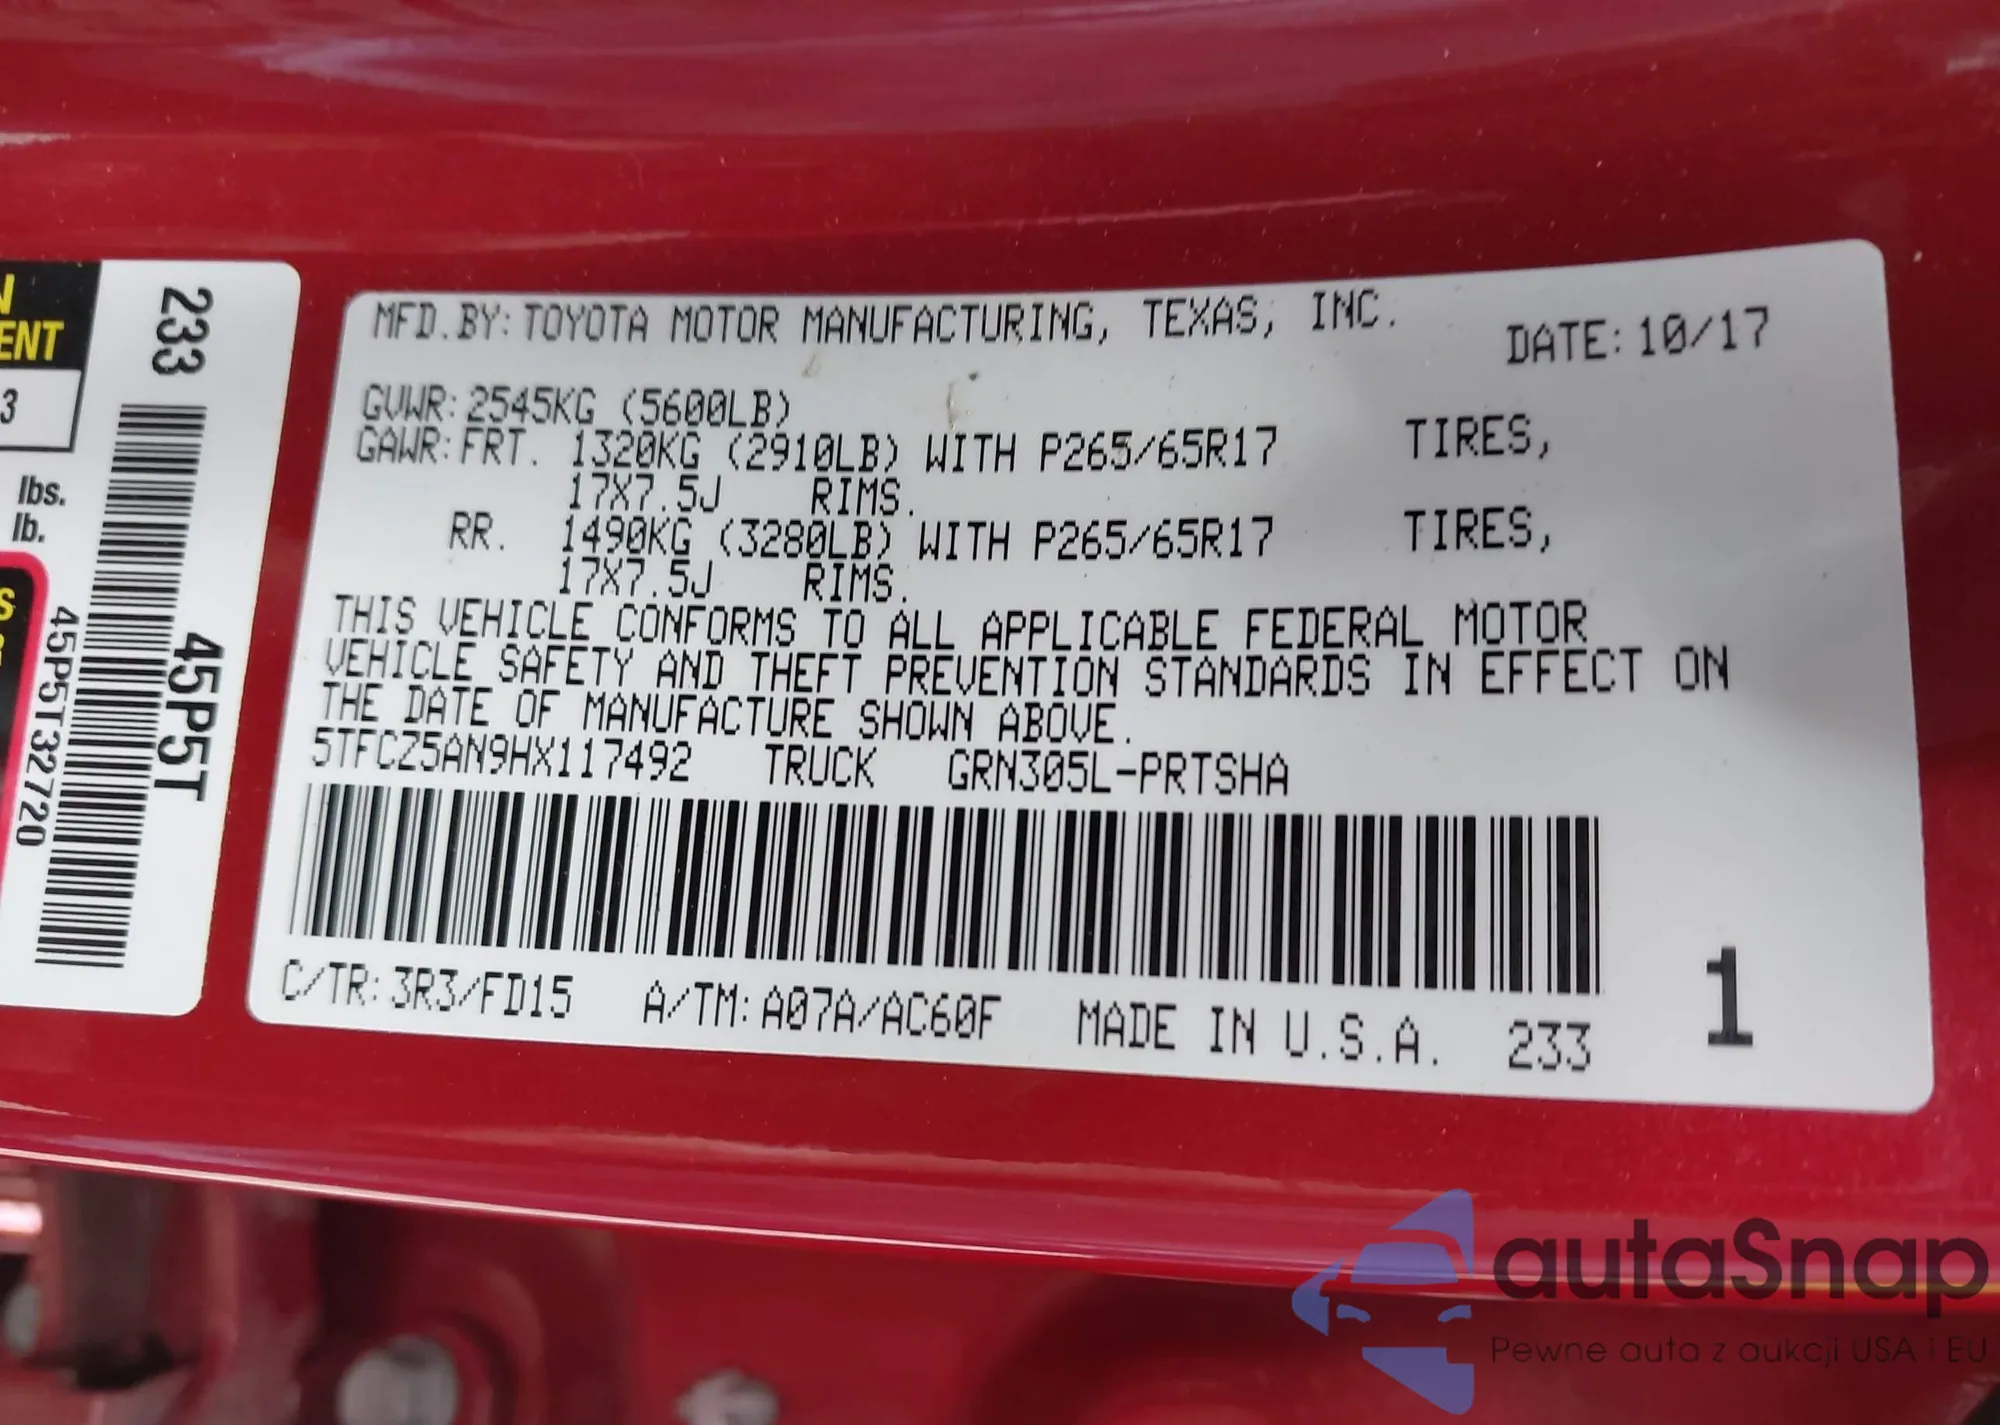 N
ENT
3
lbs.
lb.
S
233
45P5T
45P5T32720
MFD.BY:TOYOTA MOTOR MANUFACTURING, TEXAS, INC.
DATE:10/17
GVWR:2545KG (5600LB)
GAWR:FRT. 1320KG (2910LB) WITH P265/65R17 TIRES,
17X7.5J RIMS.
RR. 1490KG (3280LB) WITH P265/65R17 TIRES,
17X7.5J RIMS.
THIS VEHICLE CONFORMS TO ALL APPLICABLE FEDERAL MOTOR
VEHICLE SAFETY AND THEFT PREVENTION STANDARDS IN EFFECT ON
THE DATE OF MANUFACTURE SHOWN ABOVE.
5TFCZ5AN9HX117492 TRUCK GRN305L-PRTSHA
C/TR:3R3/FD15 A/TM:A07A/AC60F MADE IN U.S.A. 233
1
autaSnap
Pewne auta z aukcji USA i EU